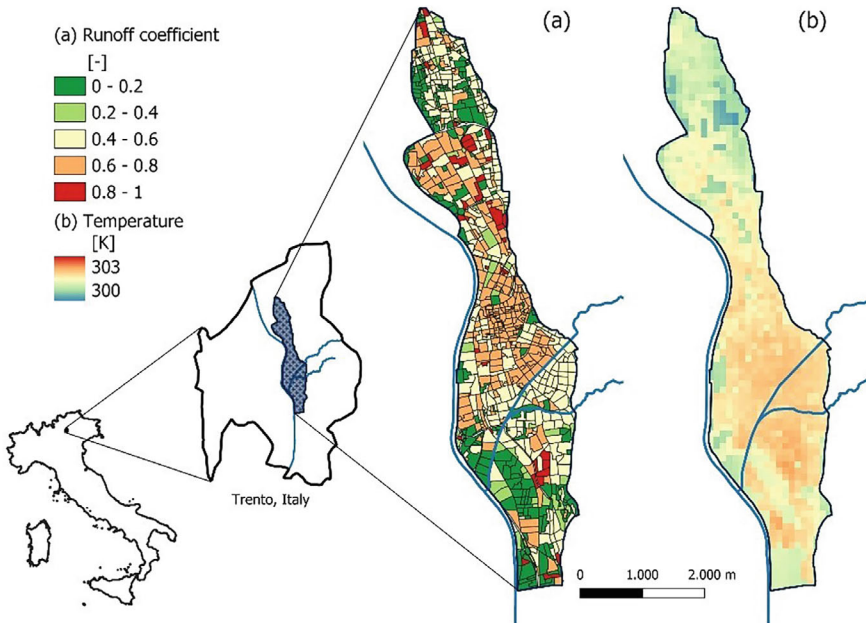 (a) Runoff coefficient
[-]
0 - 0.2
0.2 - 0.4
0.4 - 0.6
0.6 - 0.8
0.8 - 1
(b) Temperature
[K]
303
300
Trento, Italy
(a)
(b)
0 1.000 2.000 m